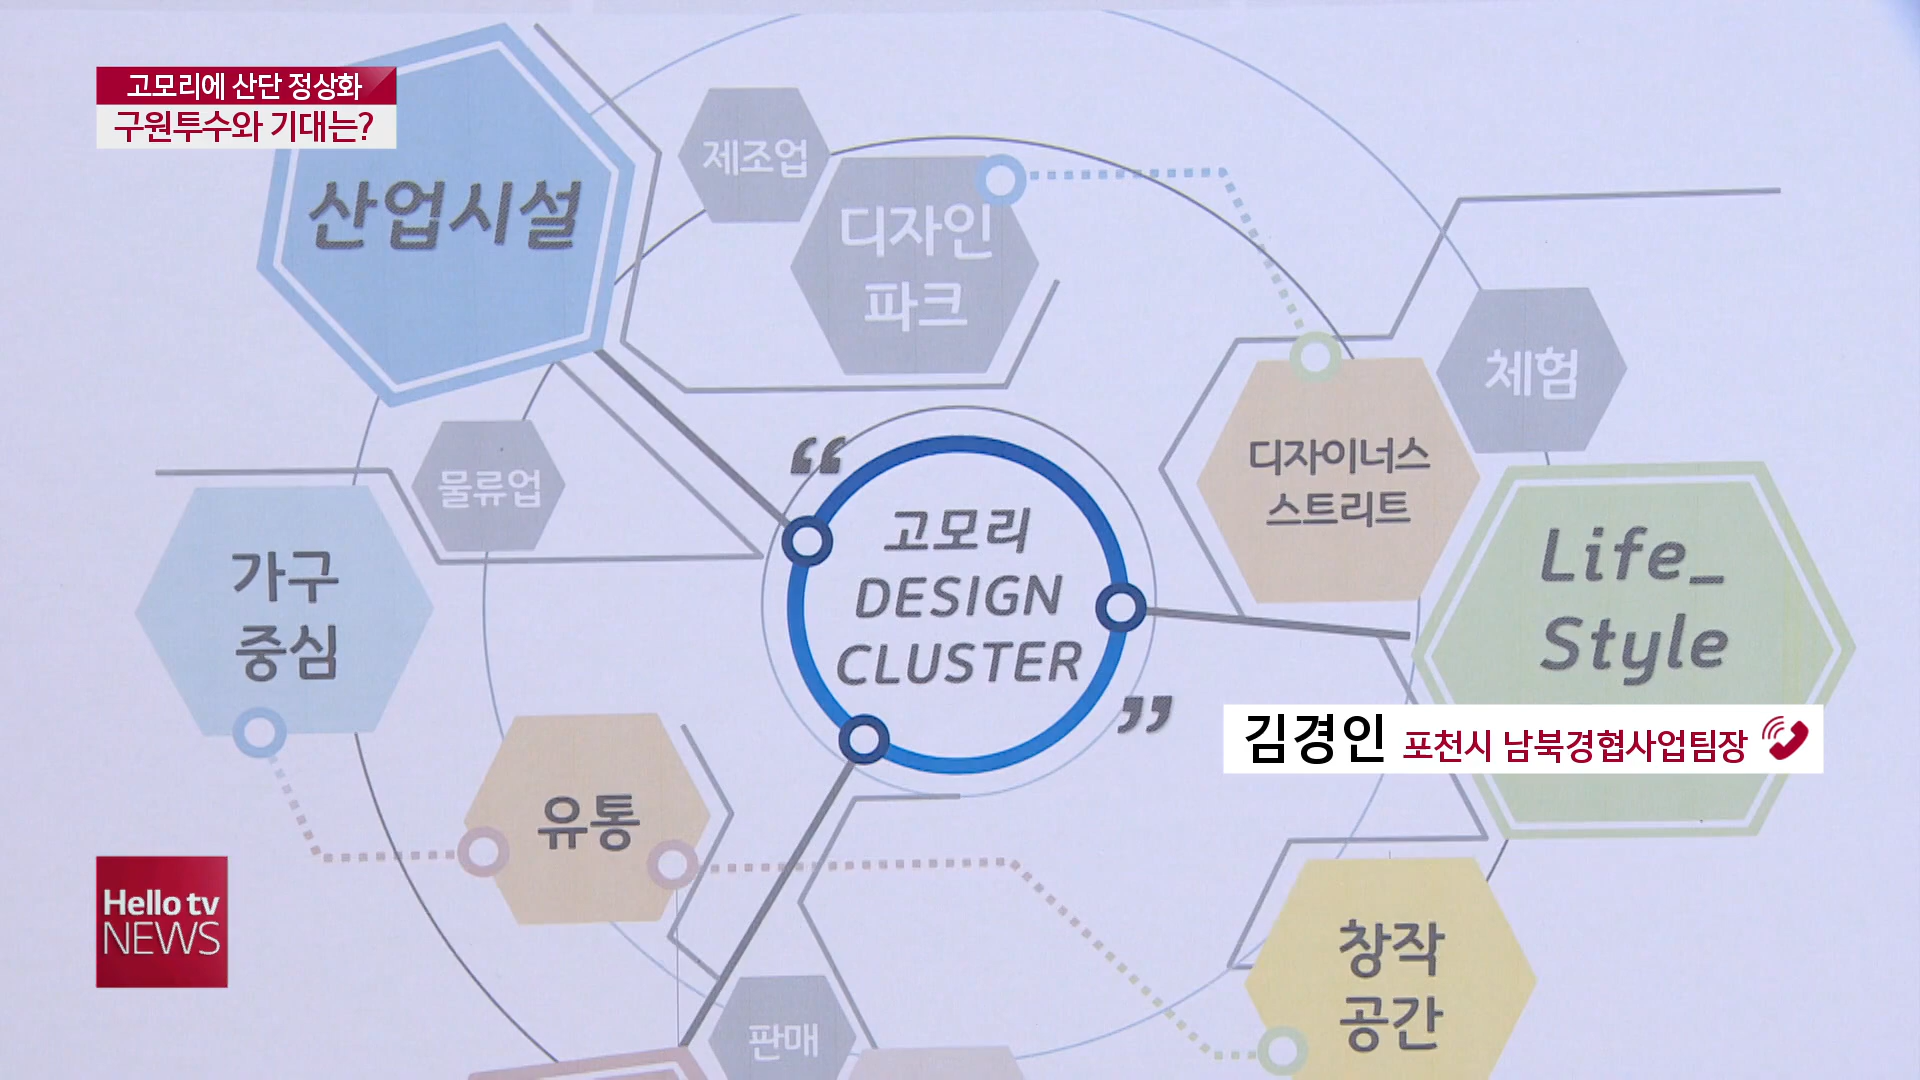 고모리에 산단 정상화
구원투수와 기대는?
산업시설
제조업
디자인
파크
체험
디자이너스
스트리트
물류업
가구
중심
“고모리
DESIGN
CLUSTER”
Life_
Style
김경인 포천시 남북경협사업팀장
유통
Hello tv
NEWS
창작
공간
판매